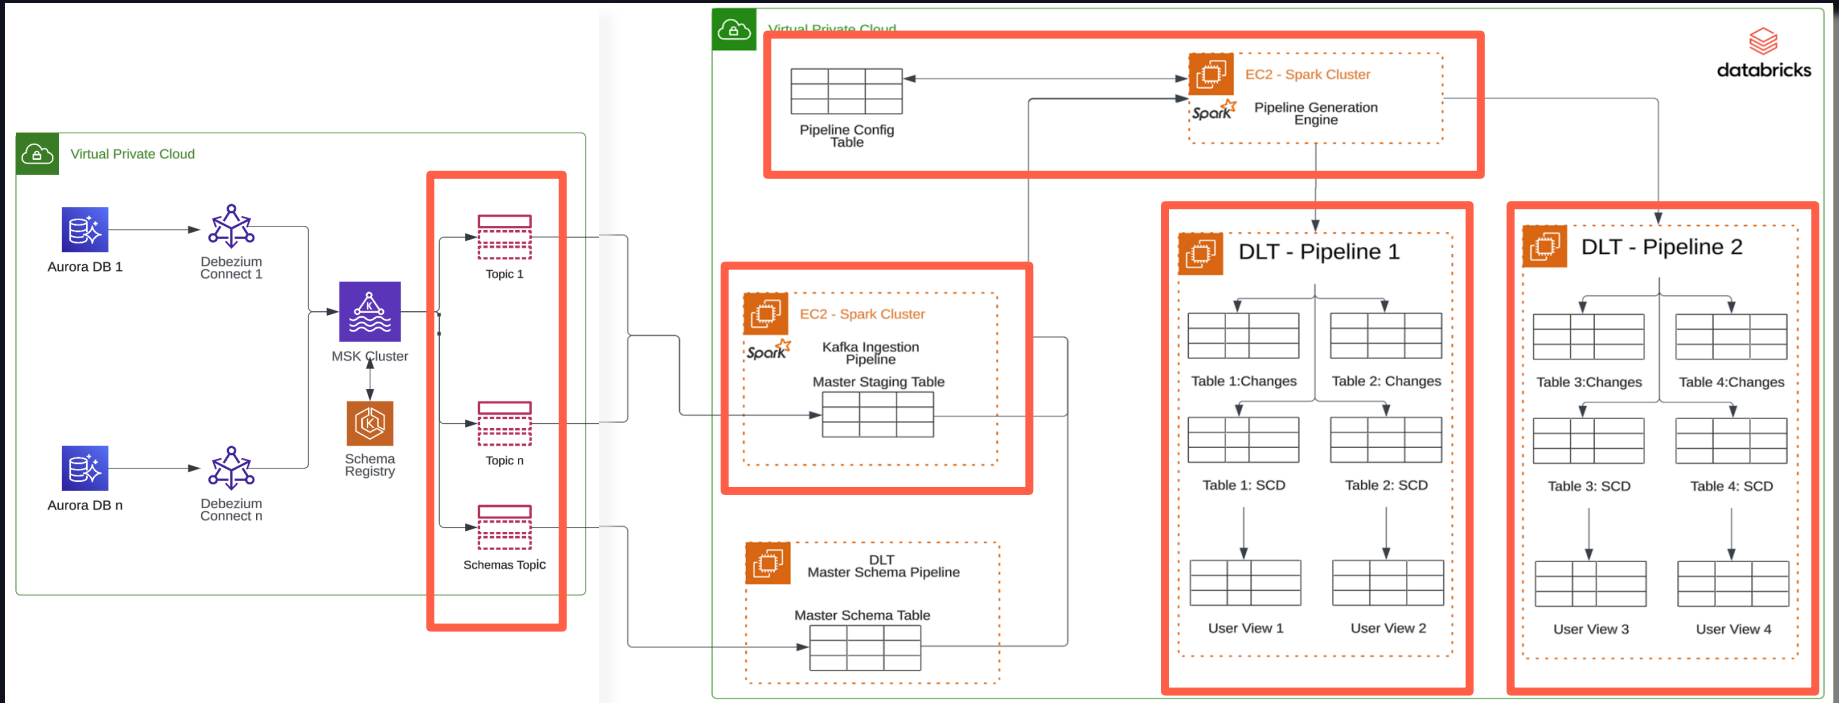 Virtual Private Cloud
Aurora DB 1
Debezium
Connect 1
MSK Cluster
Schema
Registry
Aurora DB n
Debezium
Connect n
Topic 1
Topic n
Schemas Topic
Virtual Private Cloud
databricks
Pipeline Config
Table
EC2 - Spark Cluster
Spark
Pipeline Generation
Engine
EC2 - Spark Cluster
Spark
Kafka Ingestion
Pipeline
Master Staging Table
DLT
Master Schema Pipeline
Master Schema Table
DLT - Pipeline 1
Table 1:Changes
Table 2: Changes
Table 1: SCD
Table 2: SCD
User View 1
User View 2
DLT - Pipeline 2
Table 3:Changes
Table 4:Changes
Table 3: SCD
Table 4: SCD
User View 3
User View 4